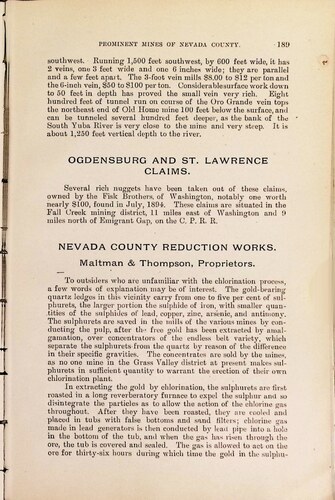 PROMINENT MINES OF NEVADA COUNTY. 189
southwest. Running 1,500 feet southwest, by 600 feet wide, it has
2 veins, one 3 feet wide and one 6 inches wide; they are parallel
and a few feet apart. The 3-foot vein mills $8.00 to $12 per ton and
the 6-inch vein, $50 to $100 per ton. Considerable surface work down
to 50 feet in depth has proved the small vein very rich. Eight
hundred feet of tunnel run on course of the Oro Grande vein tops
the northeast end of Old Home mine 100 feet below the surface, and
can be tunneled several hundred feet deeper, as the bank of the
South Yuba River is very close to the mine and very steep. It is
about 1,250 feet vertical depth to the river.
OGDENSBURG AND ST. LAWRENCE
CLAIMS.
Several rich nuggets have been taken out of these claims,
owned by the Fisk Brothers, of Washington, notably one worth
nearly $100, found in July, 1894. These claims are situated in the
Fall Creek mining district, 11 miles east of Washington and 9
miles north of Emigrant Gap, on the C. P. R. R.
NEVADA COUNTY REDUCTION WORKS.
Maltman & Thompson, Proprietors.
To outsiders who are unfamiliar with the chlorination process,
a few words of explanation may be of interest. The gold-bearing
quartz ledges in this vicinity carry from one to five per cent of sul-
phurets, the larger portion the sulphide of iron, with smaller quan-
tities of the sulphides of lead, copper, zinc, arsenic, and antimony.
The sulphurets are saved in the mills of the various mines by con-
ducting the pulp, after the free gold has been extracted by amal-
gamation, over concentrators of the endless belt variety, which
separate the sulphurets from the quartz by reason of the difference
in their specific gravities. The concentrates are sold by the mines,
as no one mine in the Grass Valley district at present makes sul-
phurets in sufficient quantity to warrant the erection of their own
chlorination plant.
In extracting the gold by chlorination, the sulphurets are first
roasted in a long reverberatory furnace to expel the sulphur and so
disintegrate the particles as to allow the action of the chlorine gas
throughout. After they have been roasted, they are cooled and
placed in tubs with false bottoms and sand filters; chlorine gas
made in lead generators is then conducted by lead pipe into a hole
in the bottom of the tub, and when the gas has risen through the
ore, the tub is covered and sealed. The gas is allowed to act on the
ore for thirty-six hours during which time the gold in the sulphu-